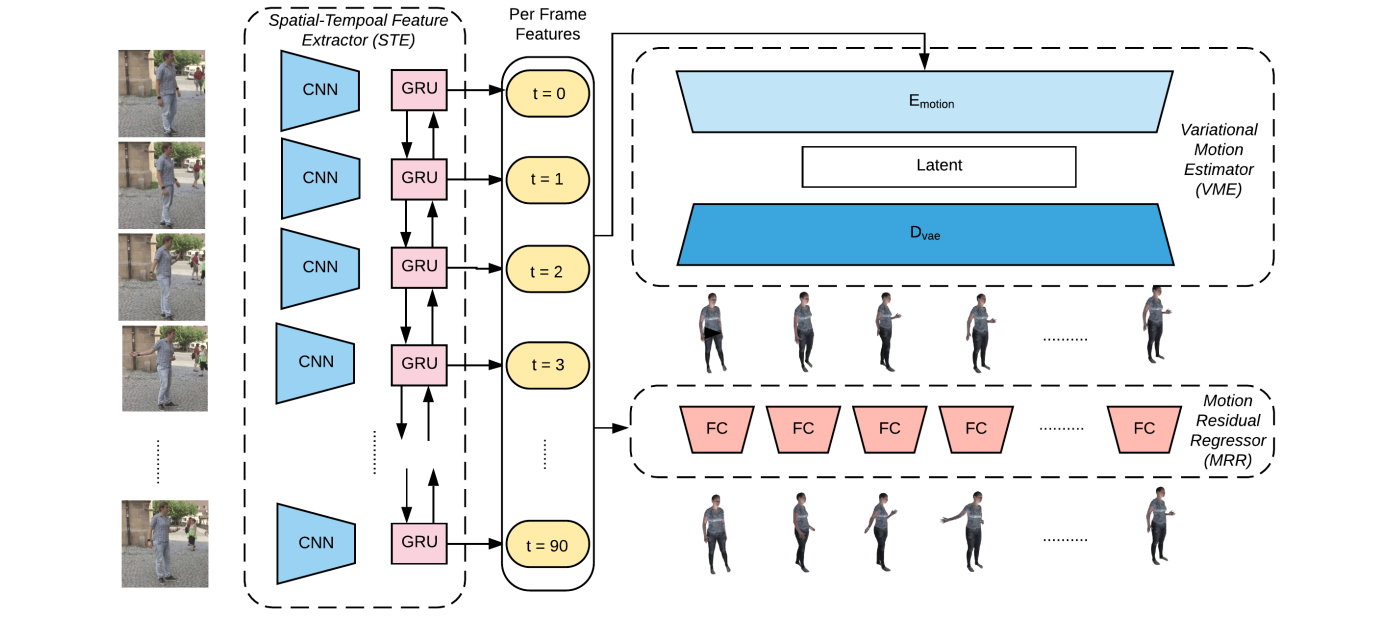 Spatial-Tempoal Feature
Extractor (STE)
Per Frame
Features
CNN
GRU
t = 0
CNN
GRU
t = 1
CNN
GRU
t = 2
CNN
GRU
t = 3
CNN
GRU
t = 90
E motion
Latent
D vae
Variational
Motion
Estimator
(VME)
FC
FC
FC
FC
..........
FC
Motion
Residual
Regressor
(MRR)